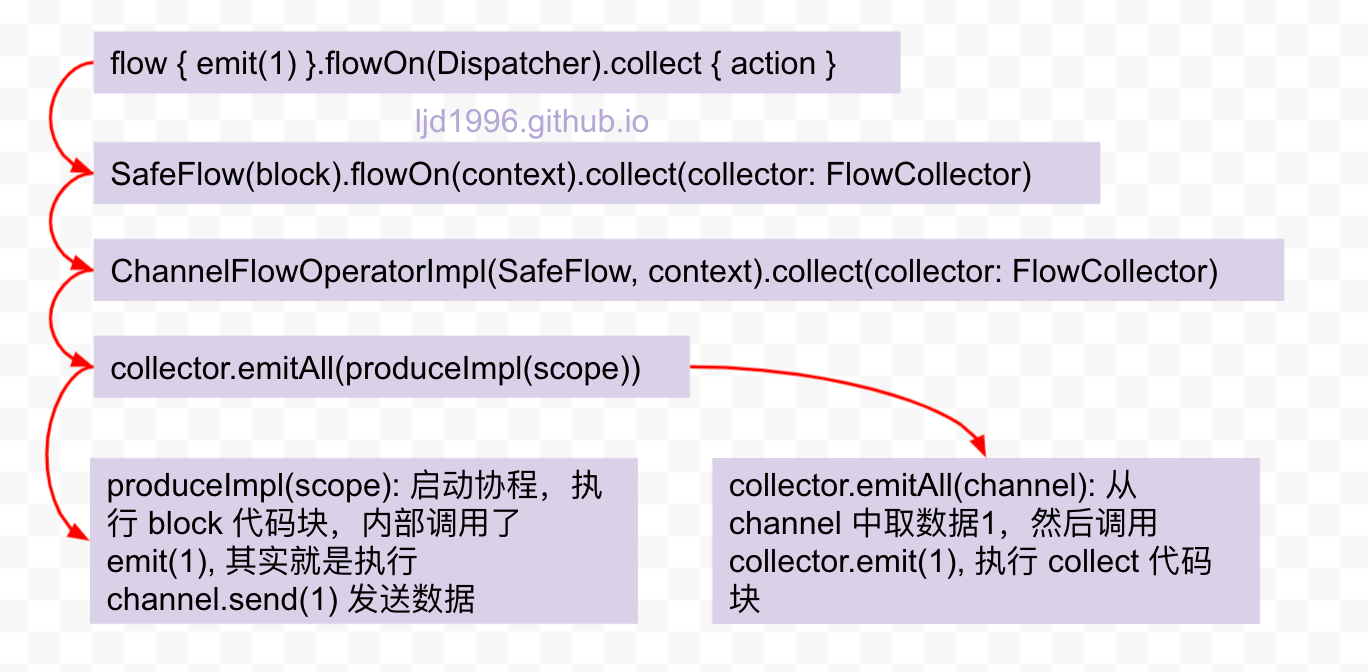 flow { emit(1) }.flowOn(Dispatcher).collect { action }
ljd1996.github.io
SafeFlow(block).flowOn(context).collect(collector: FlowCollector)
ChannelFlowOperatorImpl(SafeFlow, context).collect(collector: FlowCollector)
collector.emitAll(produceImpl(scope))
produceImpl(scope): 启动协程，执
行 block 代码块，内部调用了
emit(1), 其实就是执行
channel.send(1) 发送数据
collector.emitAll(channel): 从
channel 中取数据1，然后调用
collector.emit(1), 执行 collect 代码
块